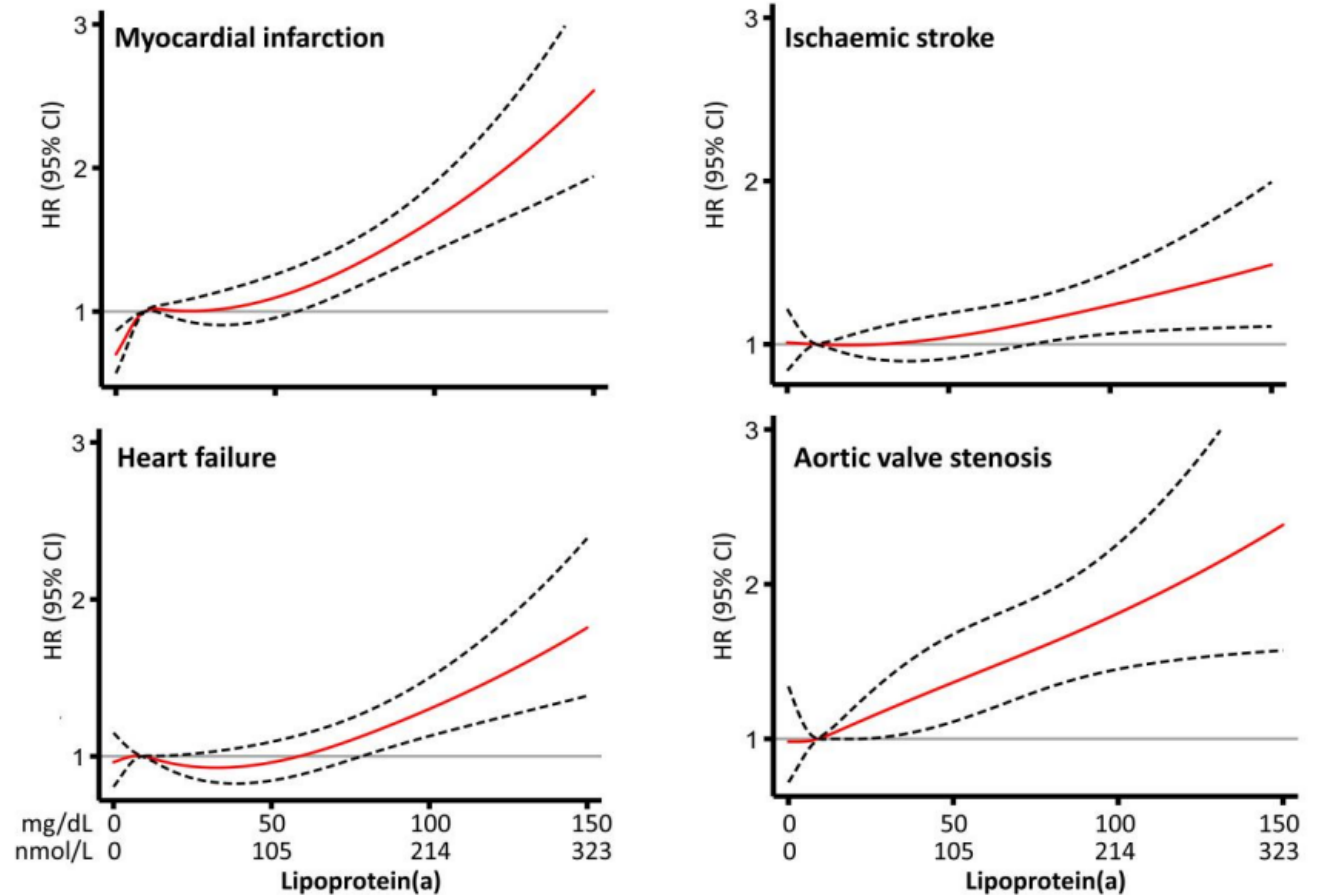 Myocardial infarction
3
2
1
HR (95% CI)
Ischaemic stroke
3
2
1
HR (95% CI)
Heart failure
3
2
1
HR (95% CI)
mg/dL 0 50 100 150
nmol/L 0 105 214 323
Lipoprotein(a)
Aortic valve stenosis
3
2
1
HR (95% CI)
0 50 100 150
0 105 214 323
Lipoprotein(a)